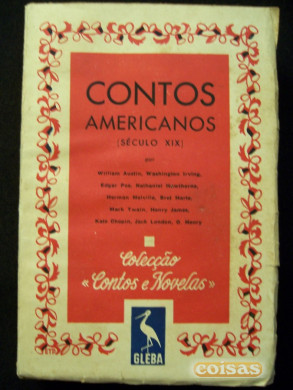 CONTOS
AMERICANOS
(SÉCULO XIX)
por
William Austin, Washington Irving,
Edgar Poe, Nathaniel Hawthorne,
Herman Melville, Bret Harte,
Mark Twain, Henry James,
Kate Chopin, Jack London, O. Henry
Colecção
«Contos e Novelas»
GLEBA
coisas